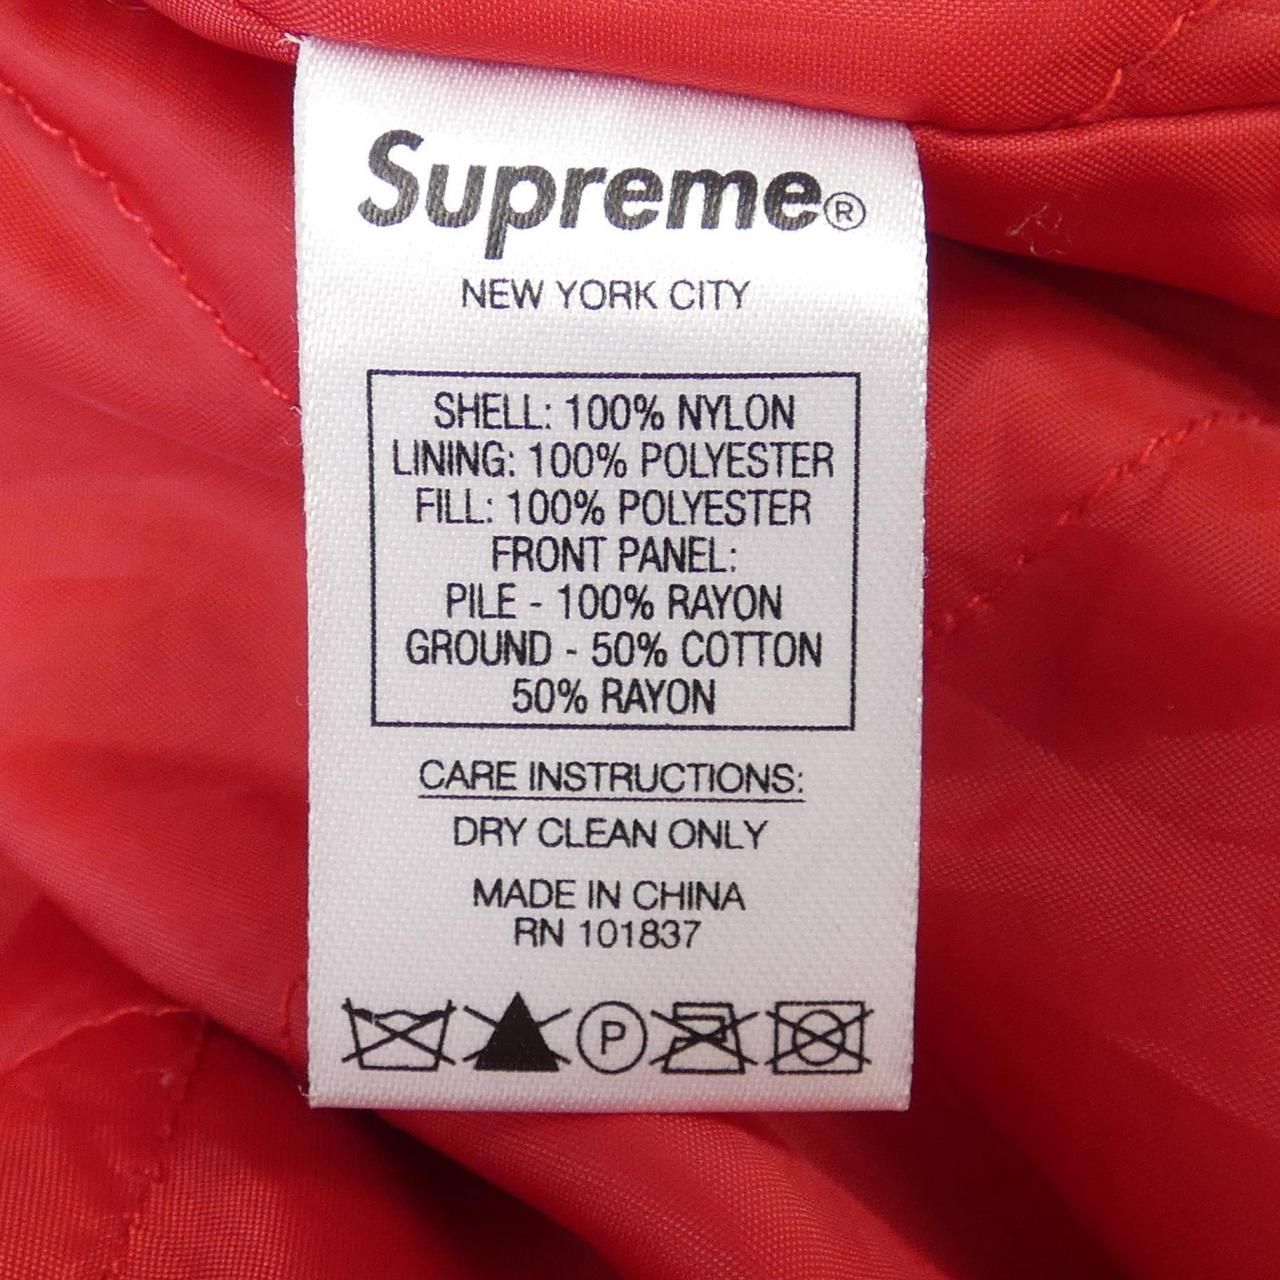 Supreme®
NEW YORK CITY
SHELL: 100% NYLON
LINING: 100% POLYESTER
FILL: 100% POLYESTER
FRONT PANEL:
PILE - 100% RAYON
GROUND - 50% COTTON
50% RAYON
CARE INSTRUCTIONS:
DRY CLEAN ONLY
MADE IN CHINA
RN 101837
P